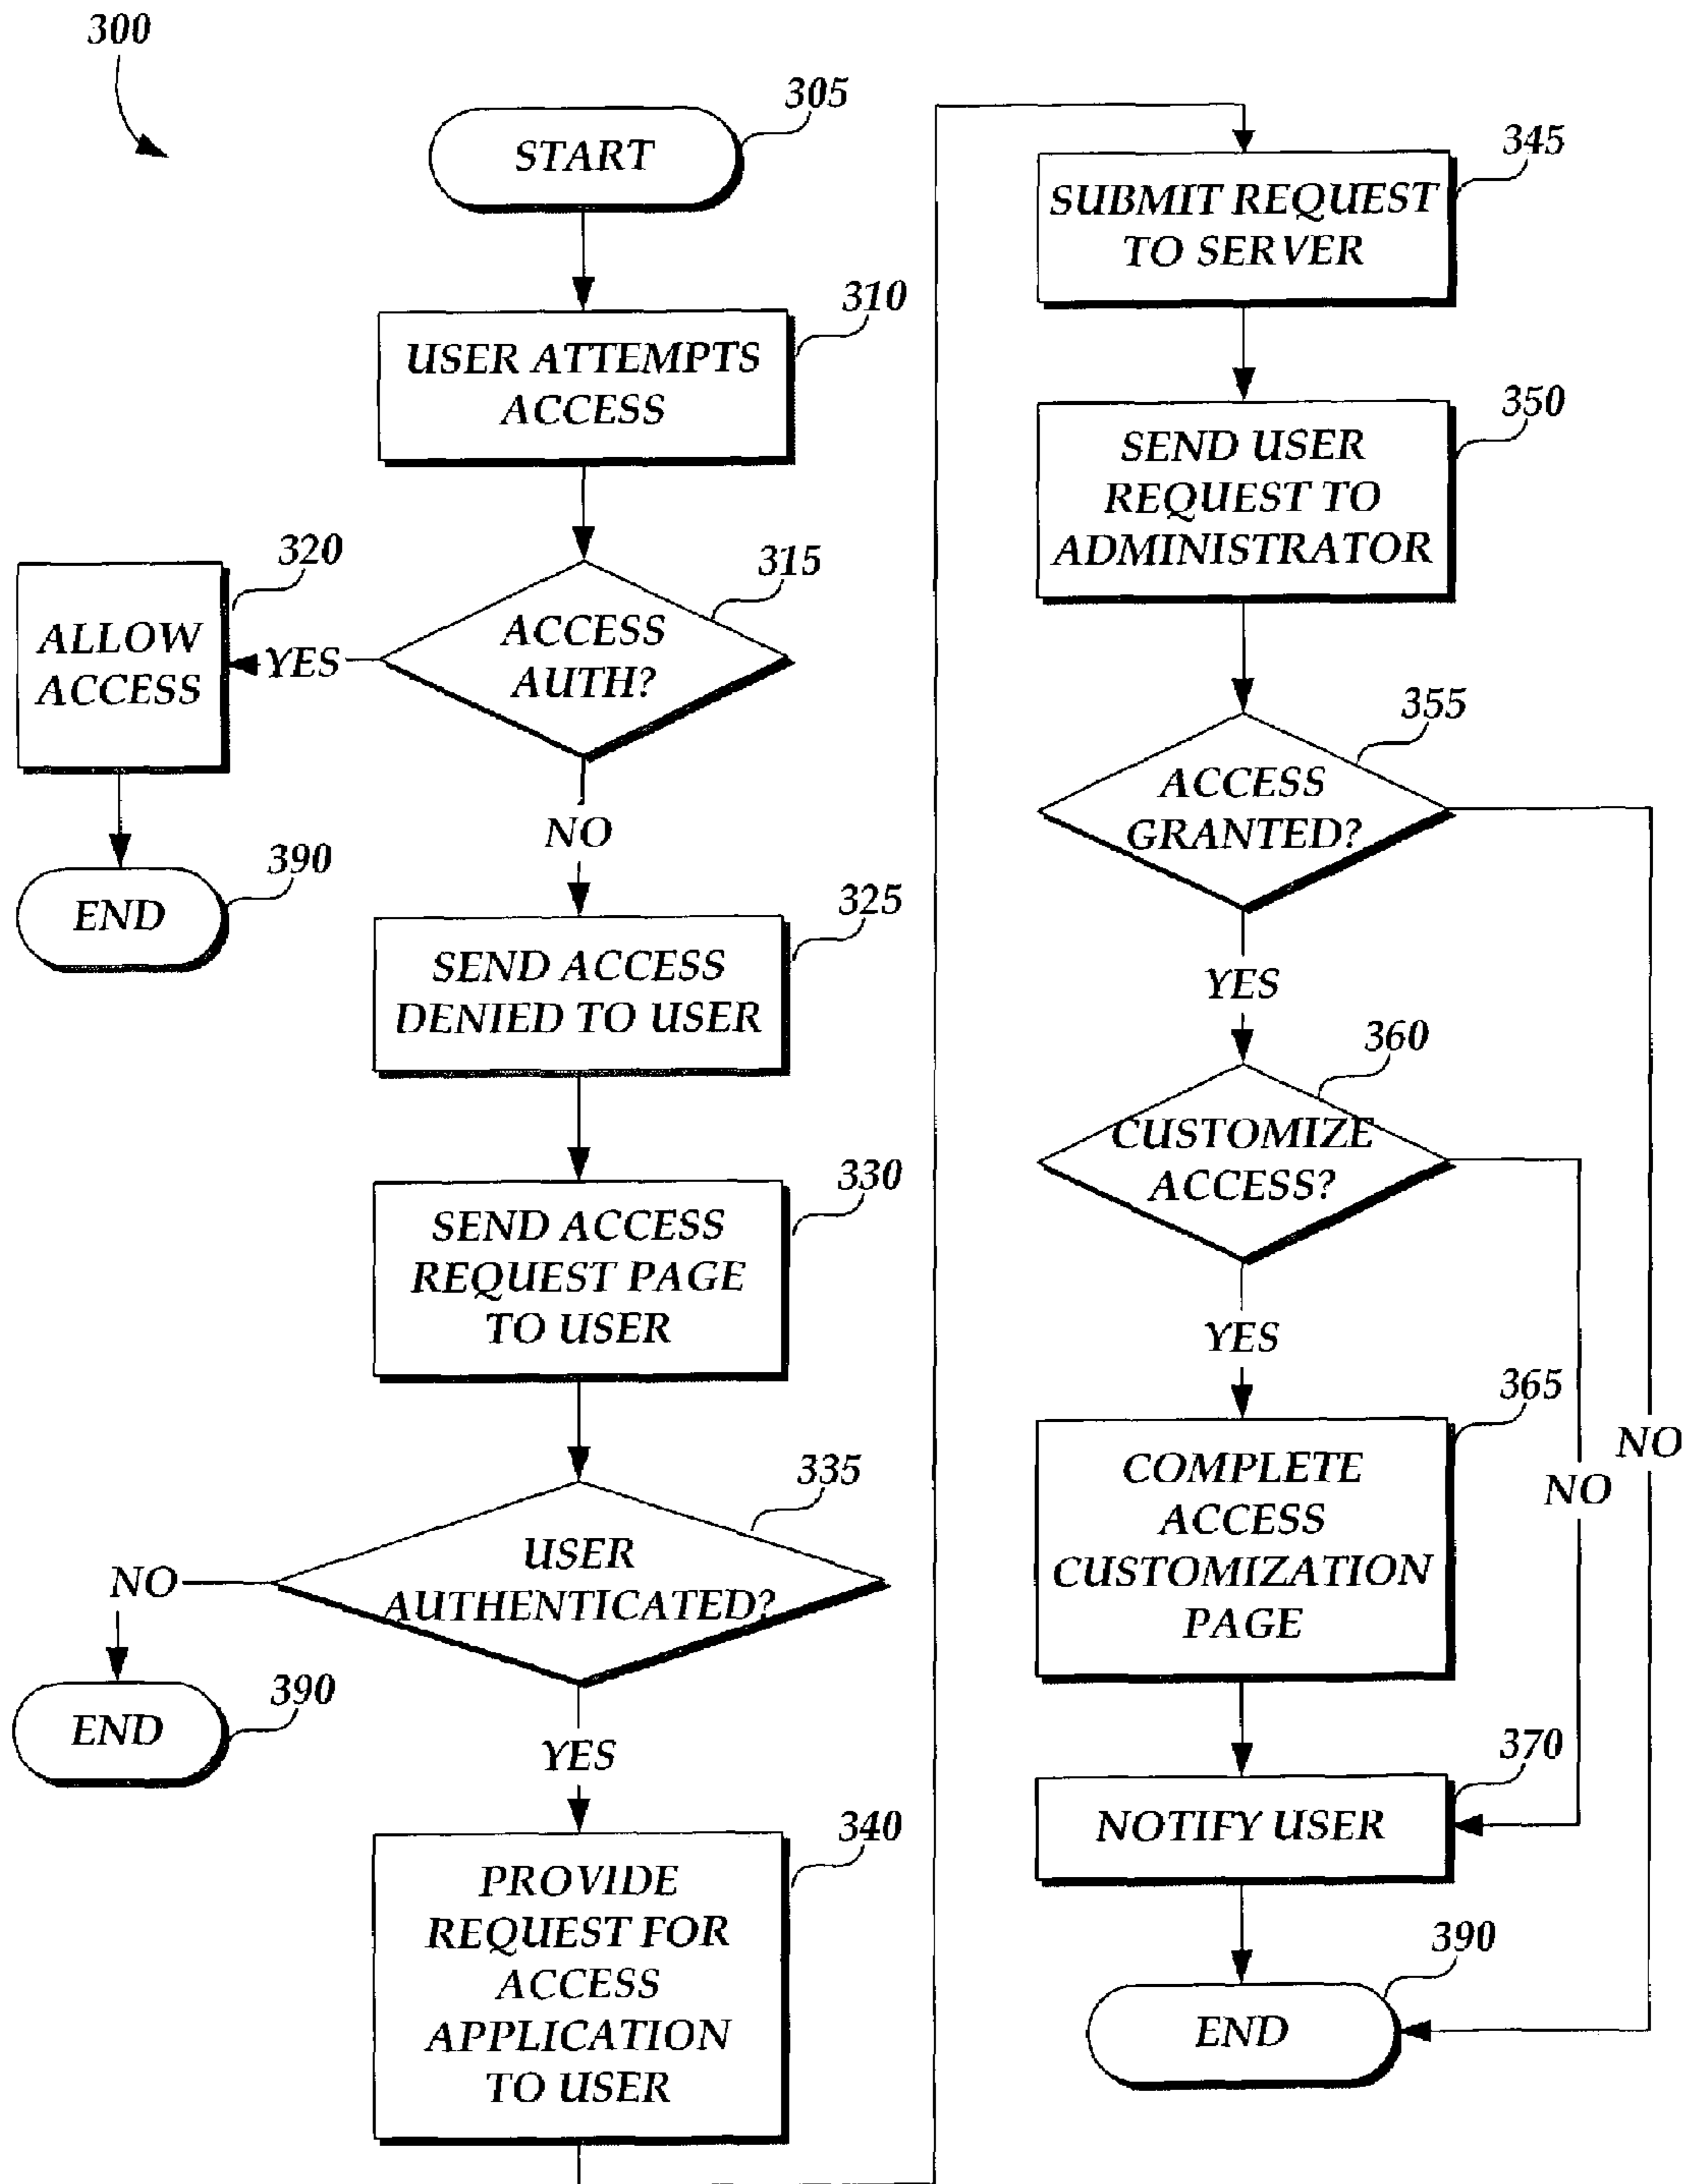 300
305
START
310
USER ATTEMPTS
ACCESS
315
ACCESS
AUTH?
YES
320
ALLOW
ACCESS
390
END
NO
325
SEND ACCESS
DENIED TO USER
330
SEND ACCESS
REQUEST PAGE
TO USER
335
USER
AUTHENTICATED?
NO
390
END
YES
340
PROVIDE
REQUEST FOR
ACCESS
APPLICATION
TO USER
345
SUBMIT REQUEST
TO SERVER
350
SEND USER
REQUEST TO
ADMINISTRATOR
355
ACCESS
GRANTED?
YES
360
CUSTOMIZE
ACCESS?
YES
365
COMPLETE
ACCESS
CUSTOMIZATION
PAGE
NO
NO
370
NOTIFY USER
390
END